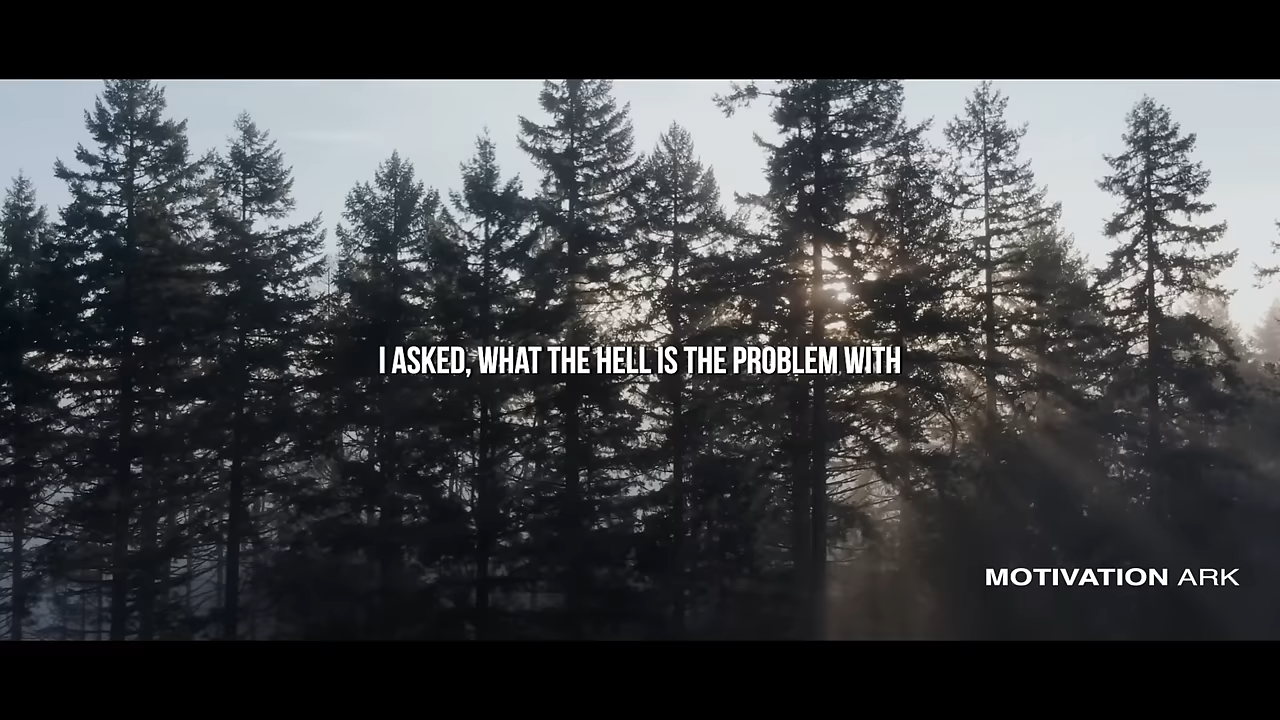 I ASKED, WHAT THE HELL IS THE PROBLEM WITH
MOTIVATION ARK